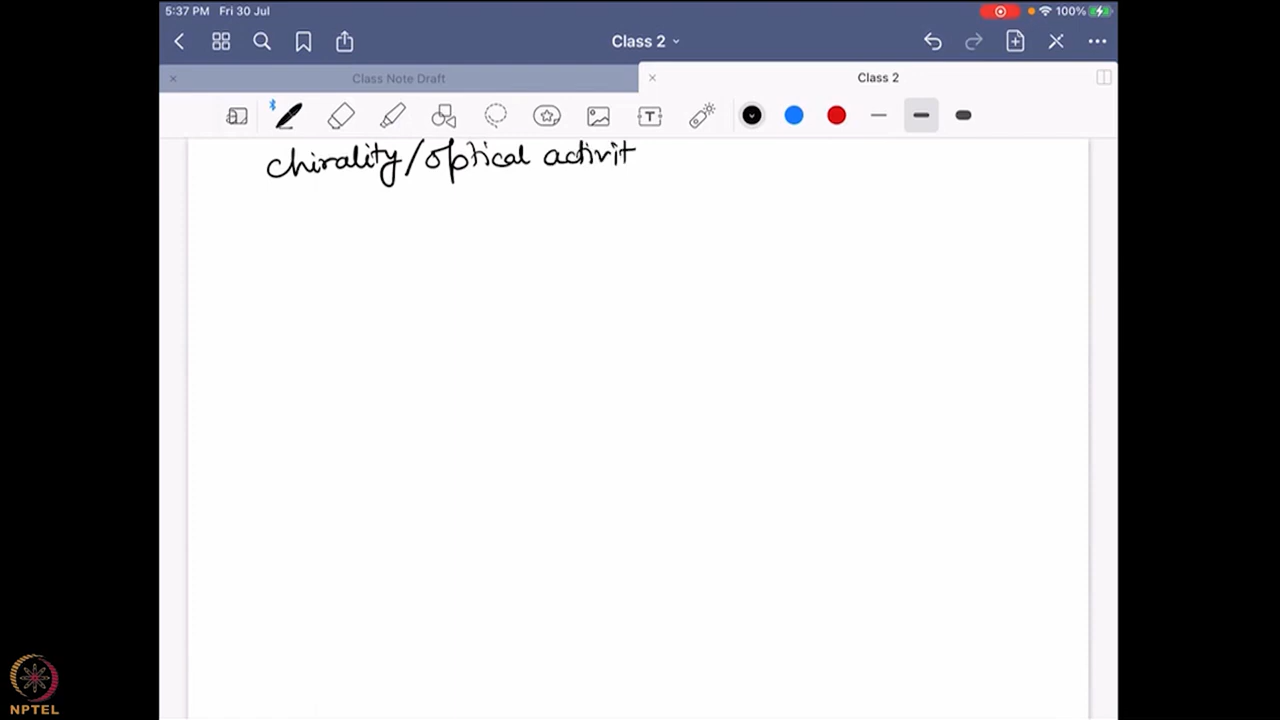 5:37 PM Fri 30 Jul
100%
Class 2
Class Note Draft
Class 2
T
chirality/optical activit
NPTEL